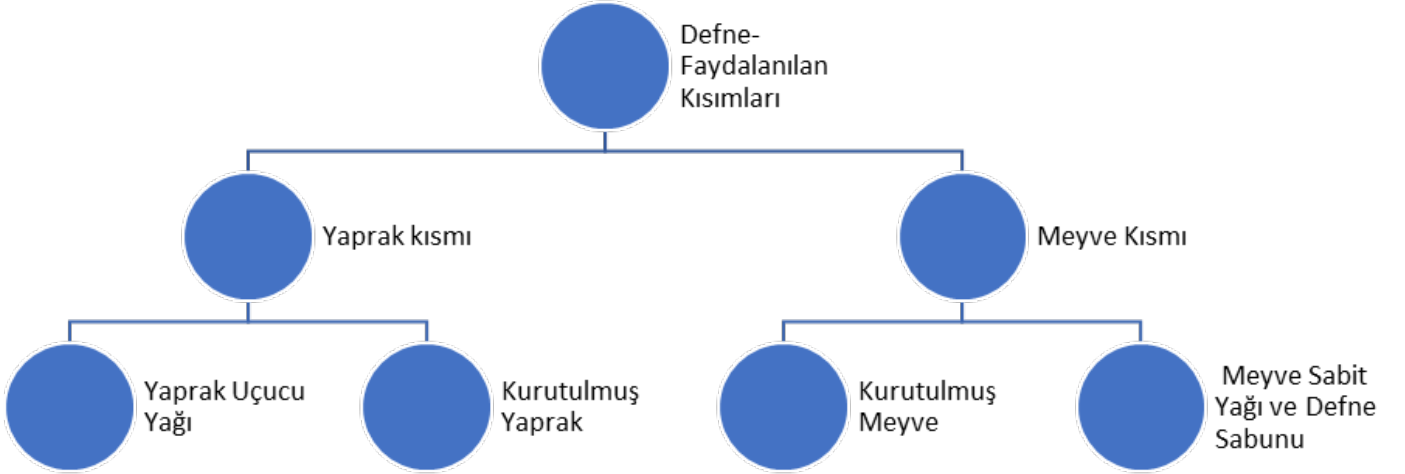 Defne-
Faydalanılan
Kısımları
Yaprak kısmı
Meyve Kısmı
Yaprak Uçucu
Yağı
Kurutulmuş
Yaprak
Kurutulmuş
Meyve
Meyve Sabit
Yağı ve Defne
Sabunu